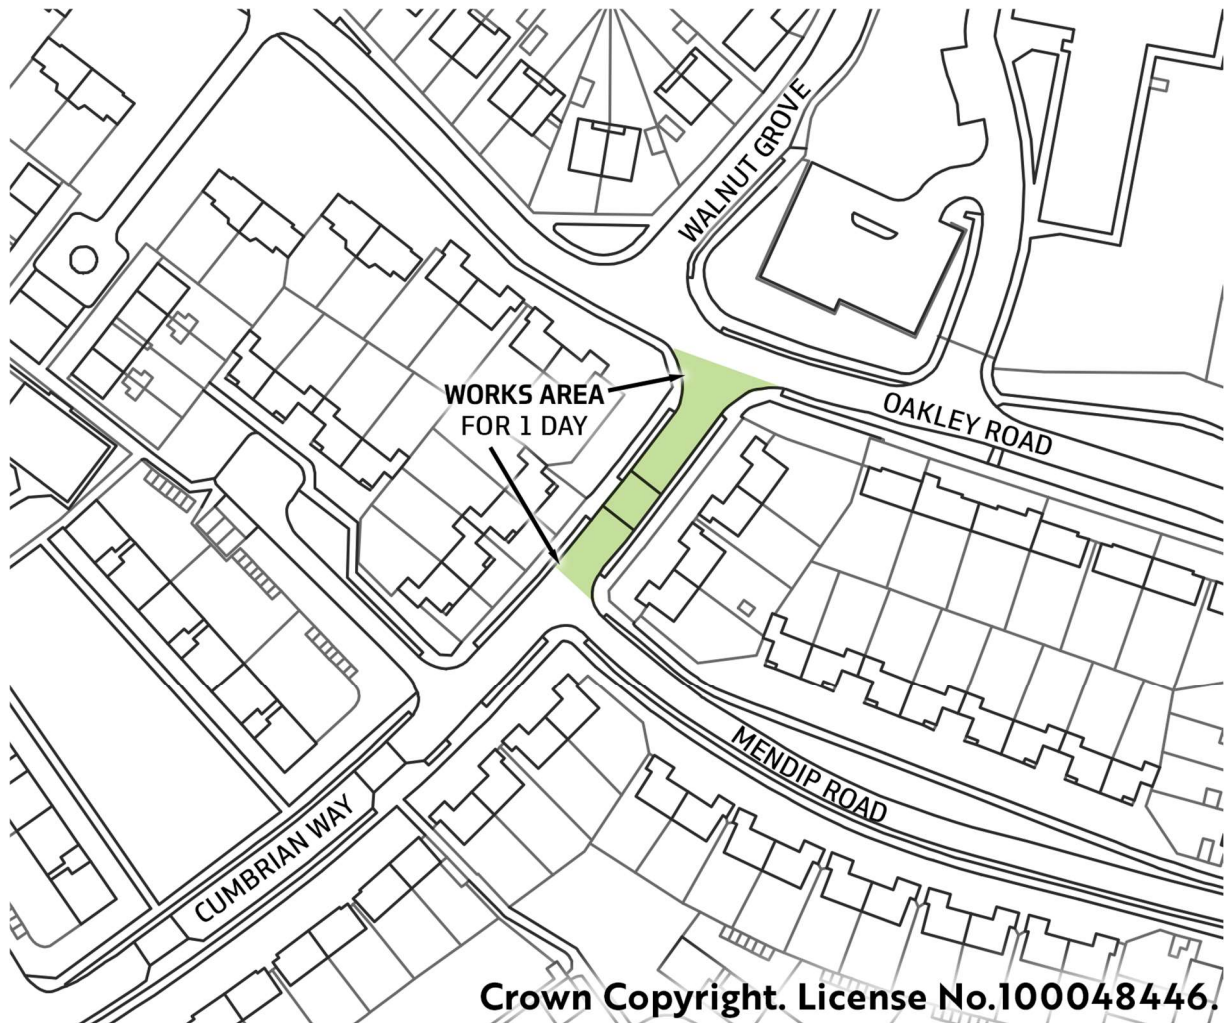 WALNUT GROVE
WORKS AREA
FOR 1 DAY
OAKLEY ROAD
MENDIP ROAD
CUMBRIAN WAY
Crown Copyright. License No.100048446.